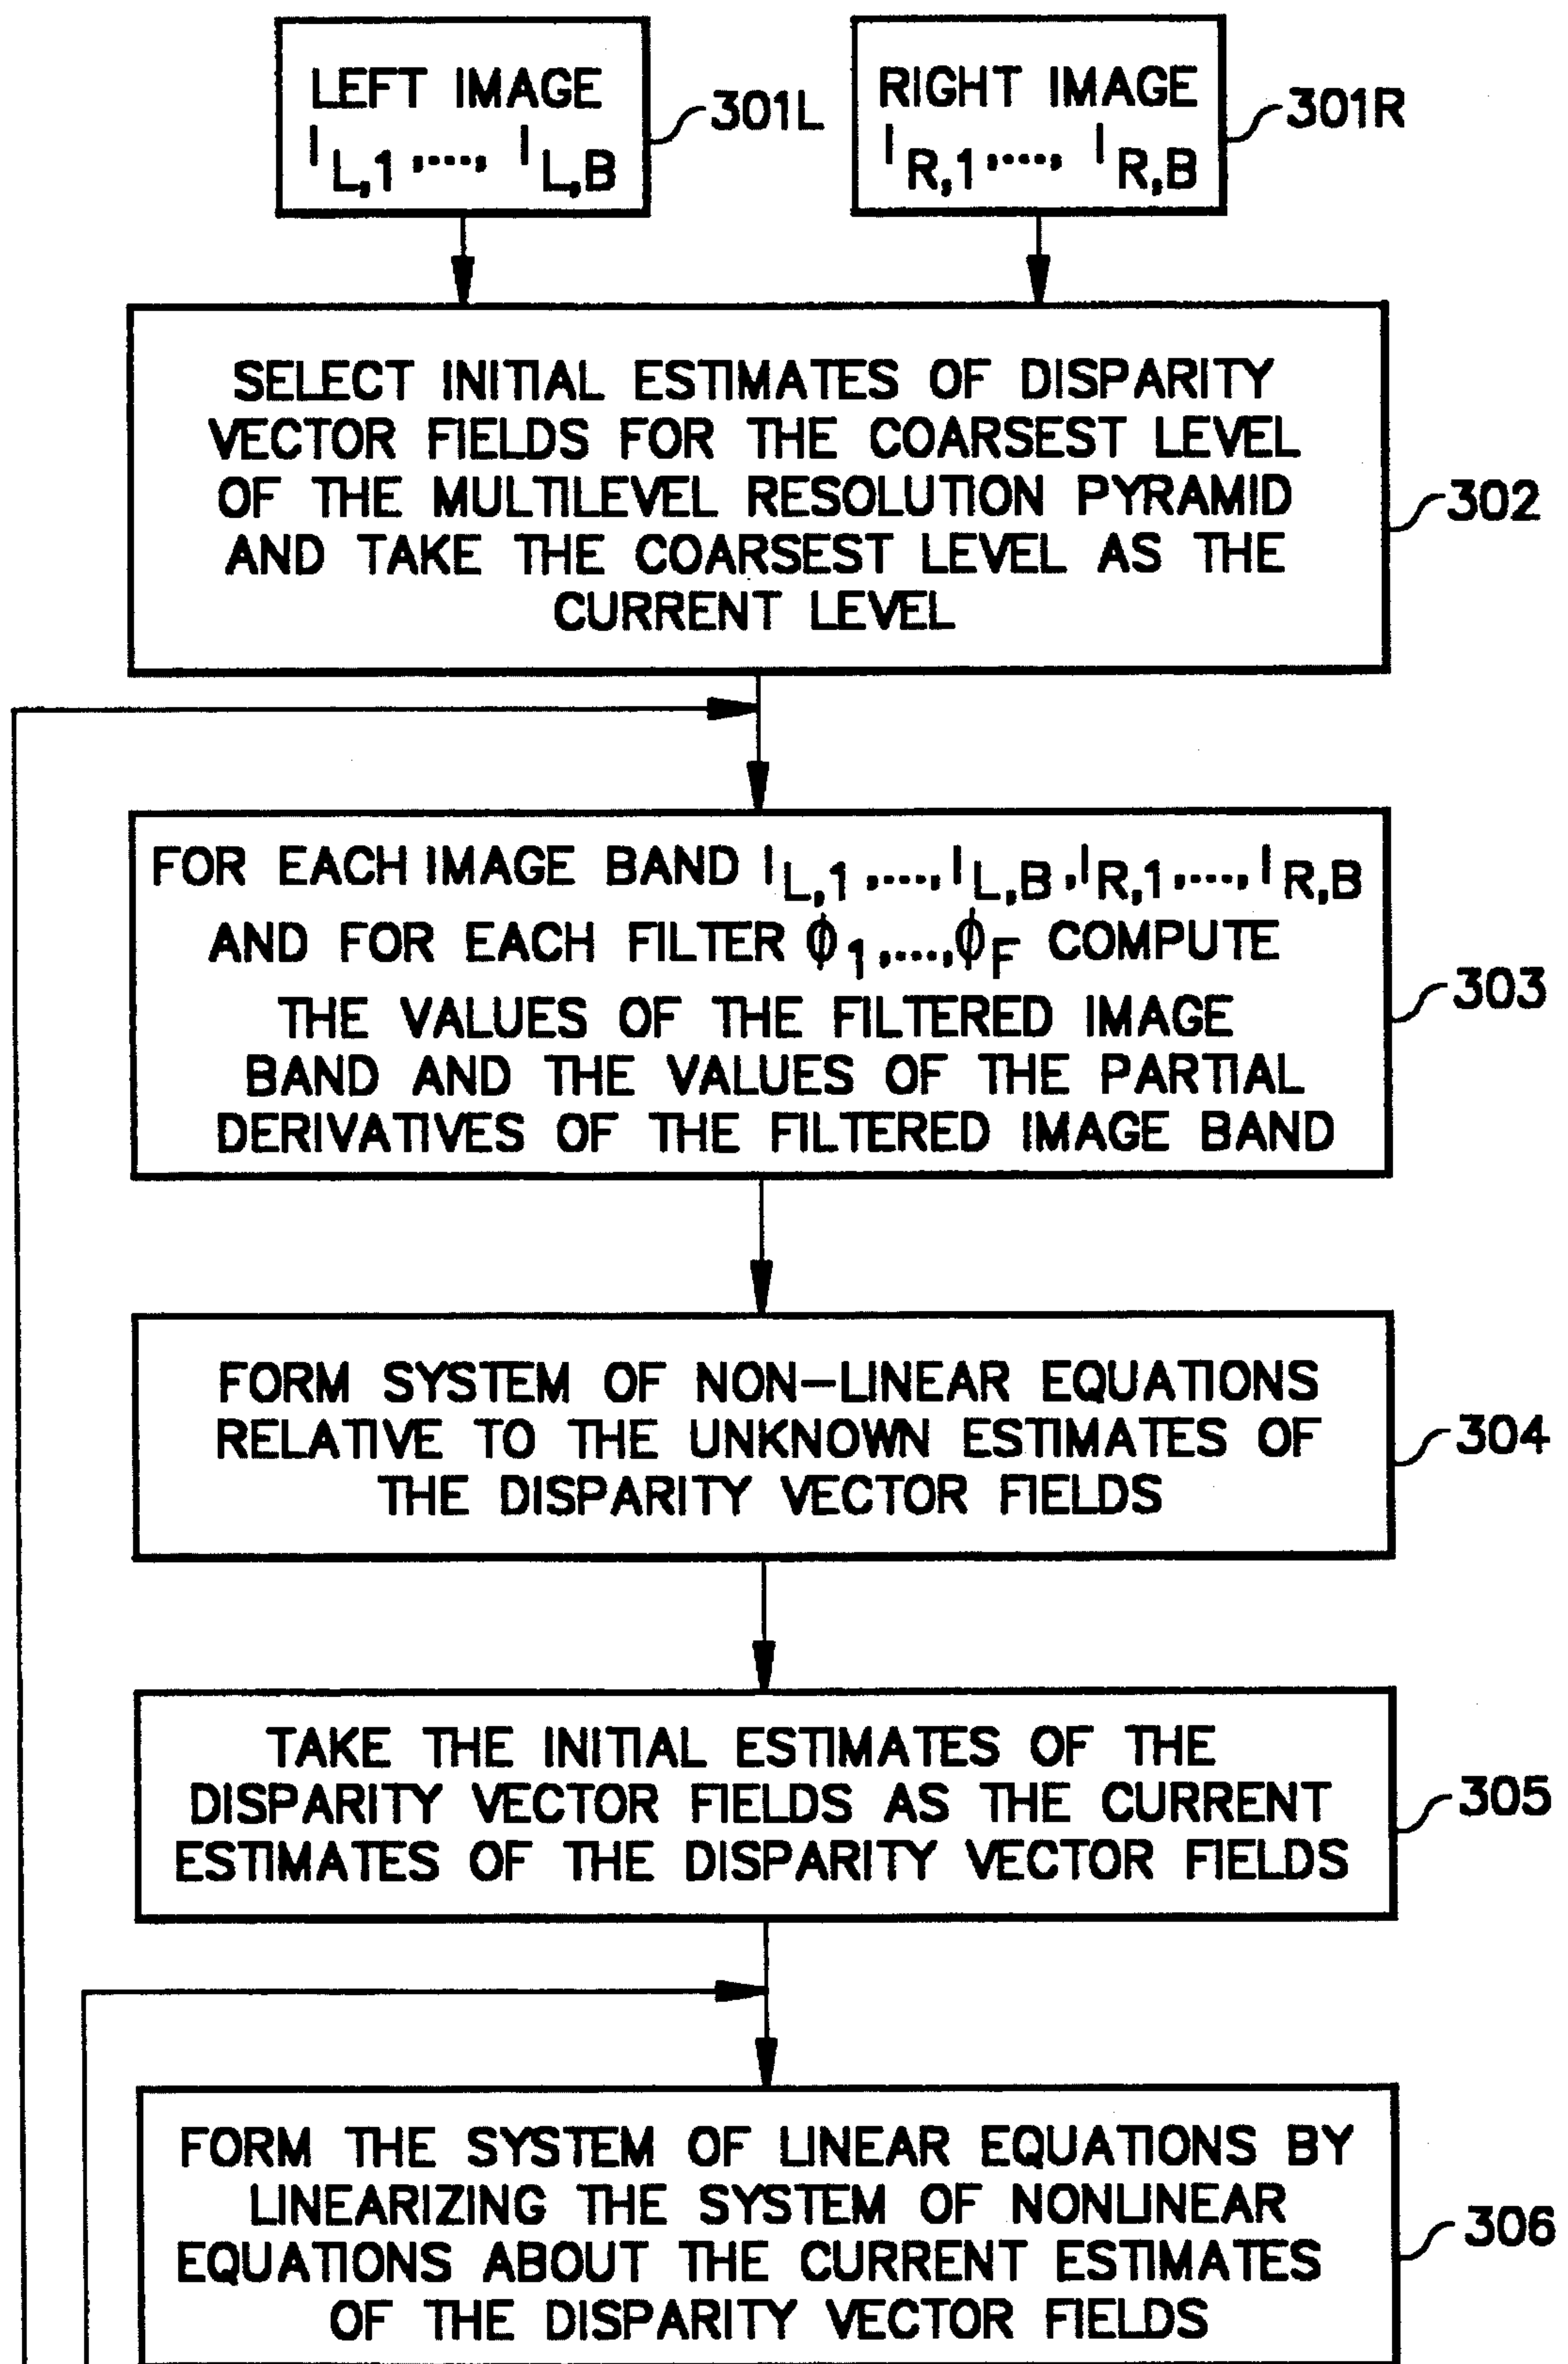 LEFT IMAGE
I L,1 ,..., I L,B
301L
RIGHT IMAGE
I R,1 ,..., I R,B
301R
SELECT INITIAL ESTIMATES OF DISPARITY
VECTOR FIELDS FOR THE COARSEST LEVEL
OF THE MULTILEVEL RESOLUTION PYRAMID
AND TAKE THE COARSEST LEVEL AS THE
CURRENT LEVEL
302
FOR EACH IMAGE BAND I L,1 ,..., I L,B , I R,1 ,..., I R,B
AND FOR EACH FILTER ϕ 1 ,..., ϕ F COMPUTE
THE VALUES OF THE FILTERED IMAGE
BAND AND THE VALUES OF THE PARTIAL
DERIVATIVES OF THE FILTERED IMAGE BAND
303
FORM SYSTEM OF NON-LINEAR EQUATIONS
RELATIVE TO THE UNKNOWN ESTIMATES OF
THE DISPARITY VECTOR FIELDS
304
TAKE THE INITIAL ESTIMATES OF THE
DISPARITY VECTOR FIELDS AS THE CURRENT
ESTIMATES OF THE DISPARITY VECTOR FIELDS
305
FORM THE SYSTEM OF LINEAR EQUATIONS BY
LINEARIZING THE SYSTEM OF NONLINEAR
EQUATIONS ABOUT THE CURRENT ESTIMATES
OF THE DISPARITY VECTOR FIELDS
306